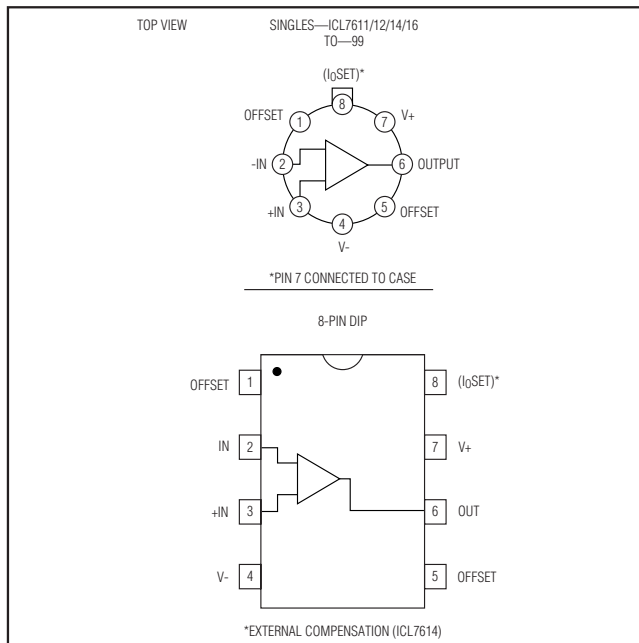 TOP VIEW SINGLES—ICL7611/12/14/16
TO—99
(I0SET)*
8
OFFSET 1 7 V+
-IN 2 6 OUTPUT
+IN 3 5 OFFSET
4
V-
*PIN 7 CONNECTED TO CASE
8-PIN DIP
OFFSET 1 8 (I0SET)*
IN 2 7 V+
+IN 3 6 OUT
V- 4 5 OFFSET
*EXTERNAL COMPENSATION (ICL7614)